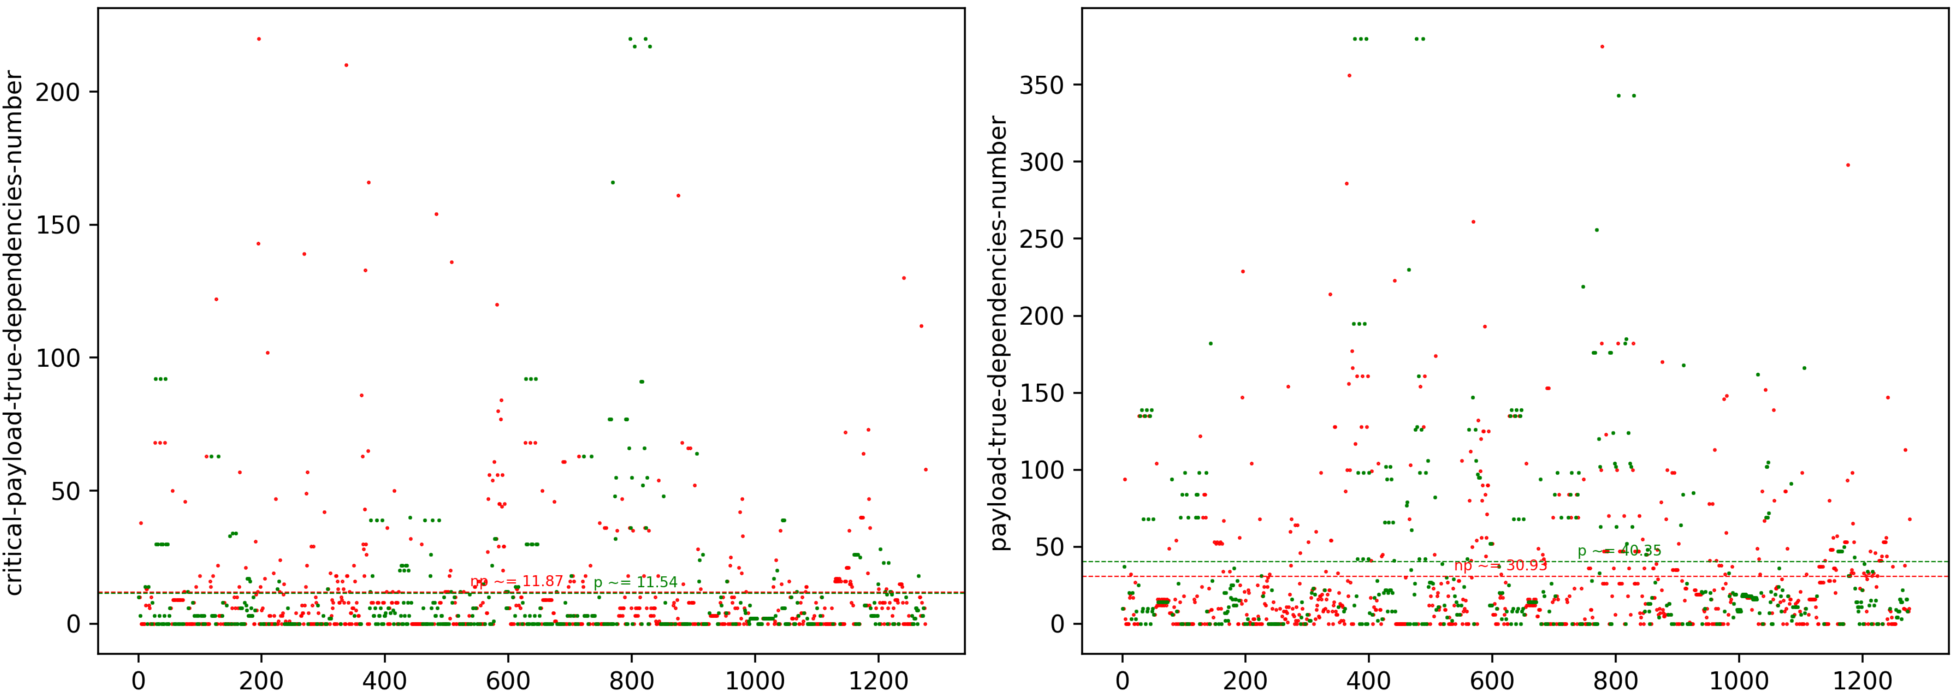 critical-payload-true-dependencies-number
200
150
100
50
0
np ~= 11.87
p ~= 11.54
0 200 400 600 800 1000 1200
payload-true-dependencies-number
350
300
250
200
150
100
50
0
p ~= 40.35
np ~= 30.93
0 200 400 600 800 1000 1200